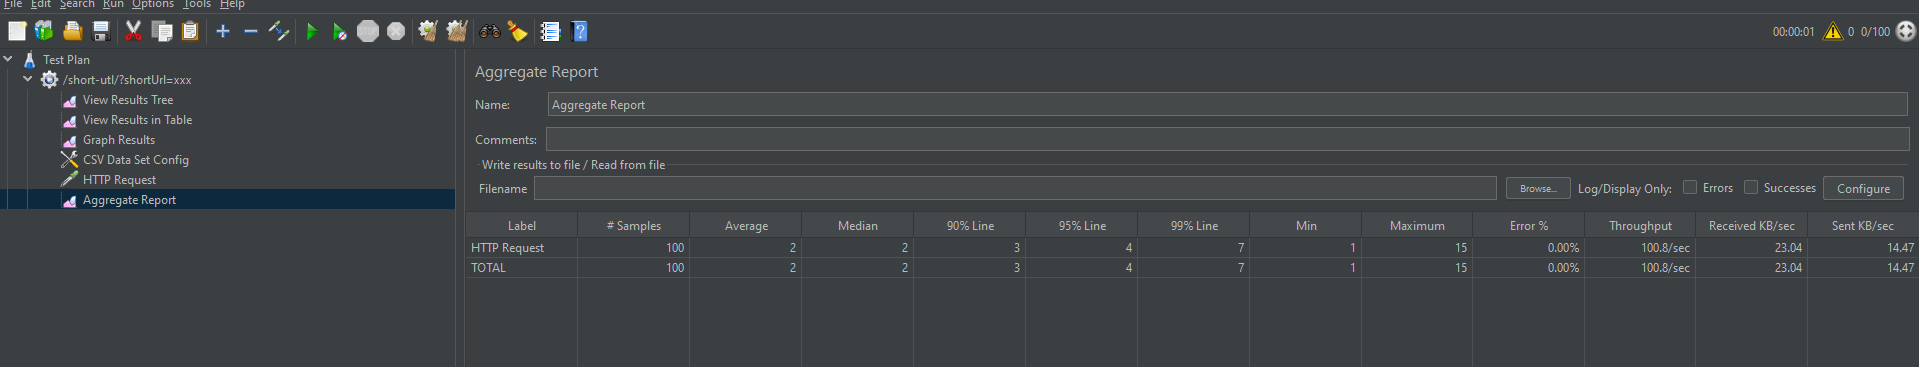 File Edit Search Run Options Tools Help
STOP
00:00:01 0 0/100
Test Plan
/short-utl/?shortUrl=xxx
View Results Tree
View Results in Table
Graph Results
CSV Data Set Config
HTTP Request
Aggregate Report
Aggregate Report
Name: Aggregate Report
Comments:
Write results to file / Read from file
Filename Browse... Log/Display Only: Errors Successes Configure
Label # Samples Average Median 90% Line 95% Line 99% Line Min Maximum Error % Throughput Received KB/sec Sent KB/sec
HTTP Request 100 2 2 3 4 7 1 15 0.00% 100.8/sec 23.04 14.47
TOTAL 100 2 2 3 4 7 1 15 0.00% 100.8/sec 23.04 14.47